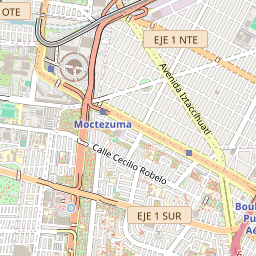 OTE
EJE 1 NTE
Avenida Iztaccíhuatl
Moctezuma
Calle Cecilio Robelo
EJE 1 SUR
Boul
Pu
Aé